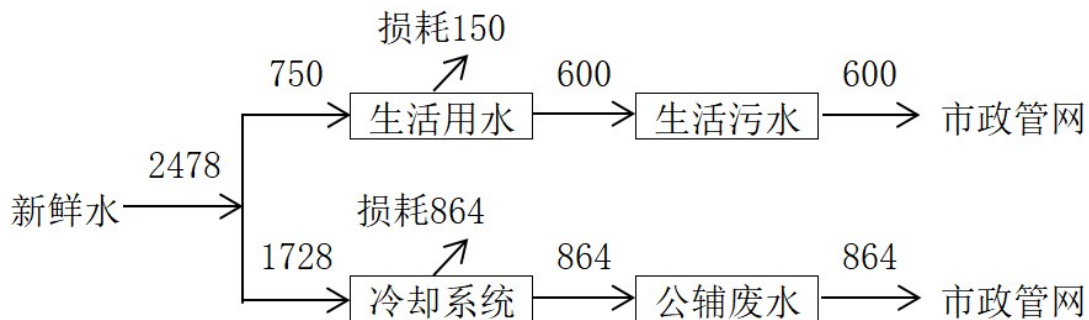 损耗150
750
600
600
生活用水
生活污水
市政管网
2478
新鲜水
损耗864
1728
864
864
冷却系统
公辅废水
市政管网